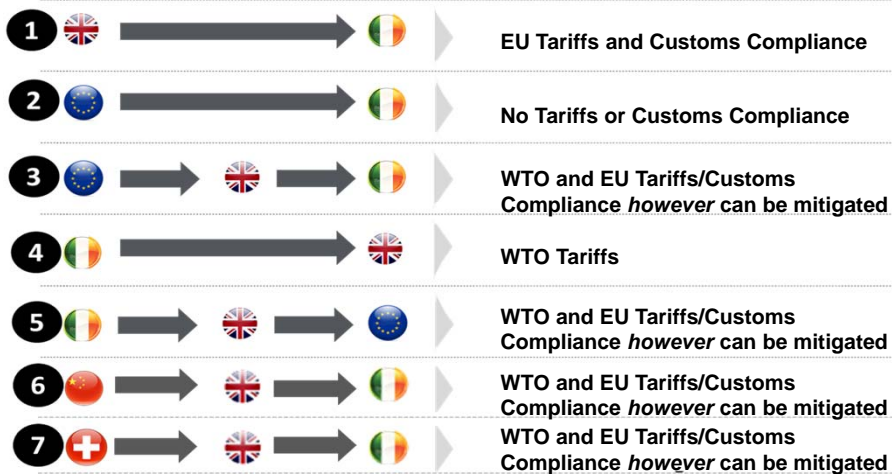 1
EU Tariffs and Customs Compliance
2
No Tariffs or Customs Compliance
3
WTO and EU Tariffs/Customs
Compliance however can be mitigated
4
WTO Tariffs
5
WTO and EU Tariffs/Customs
Compliance however can be mitigated
6
WTO and EU Tariffs/Customs
Compliance however can be mitigated
7
WTO and EU Tariffs/Customs
Compliance however can be mitigated